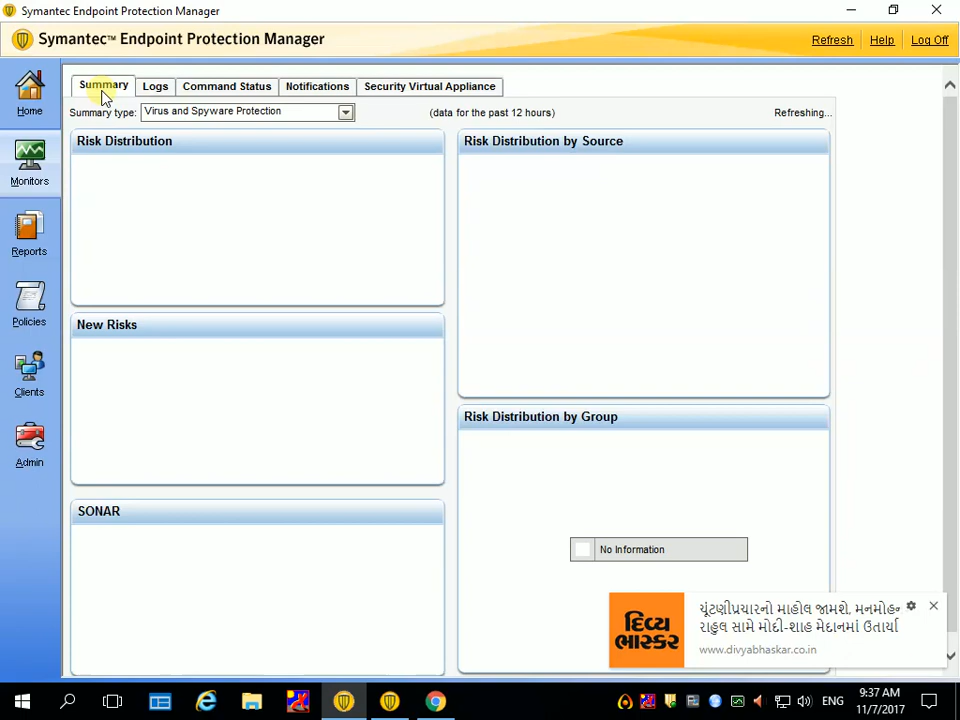 Symantec Endpoint Protection Manager
Symantec™ Endpoint Protection Manager
Refresh Help Log Off
Home
Monitors
Reports
Policies
Clients
Admin
Summary Logs Command Status Notifications Security Virtual Appliance
Summary type: Virus and Spyware Protection (data for the past 12 hours) Refreshing...
Risk Distribution
Risk Distribution by Source
New Risks
Risk Distribution by Group
SONAR
No Information
દિવ્ય
ભાસ્કર
ચૂંટણીપ્રચારનો માહોલ જામશે, મનમોહન
રાહુલ સામે મોદી-શાહ મેદાનમાં ઉતાર્યા
www.divyabhaskar.co.in
ENG
9:37 AM
11/7/2017